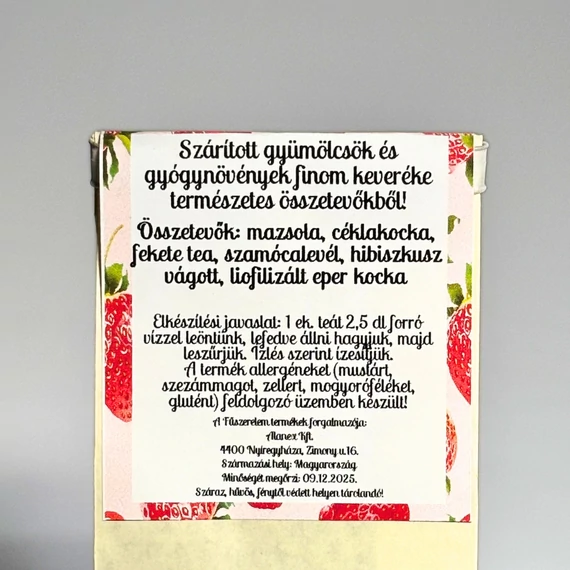 Szárított gyümölcsök és
gyógynövények finom keveréke
természetes összetevőkből!
Összetevők: mazsola, céklakocka,
fekete tea, szamócalevél, hibiszkusz
vágott, liofilizált eper kocka
Elkészítési javaslat: 1 ek. teát 2,5 dl forró
vízzel leöntünk, lefedve állni hagyjuk, majd
leszűrjük. Ízlés szerint ízesítjük.
A termék allergéneket (mustárt,
szezámmagot, zellert, mogyoróféléket,
glutént) feldolgozó üzemben készült!
A Fűszerelem termékek forgalmazója:
Alanex Kft.
4400 Nyíregyháza, Zimony u.16.
Származási hely: Magyarország
Minőségét megőrzi: 09.12.2025.
Száraz, hűvös, fénytől védett helyen tárolandó!